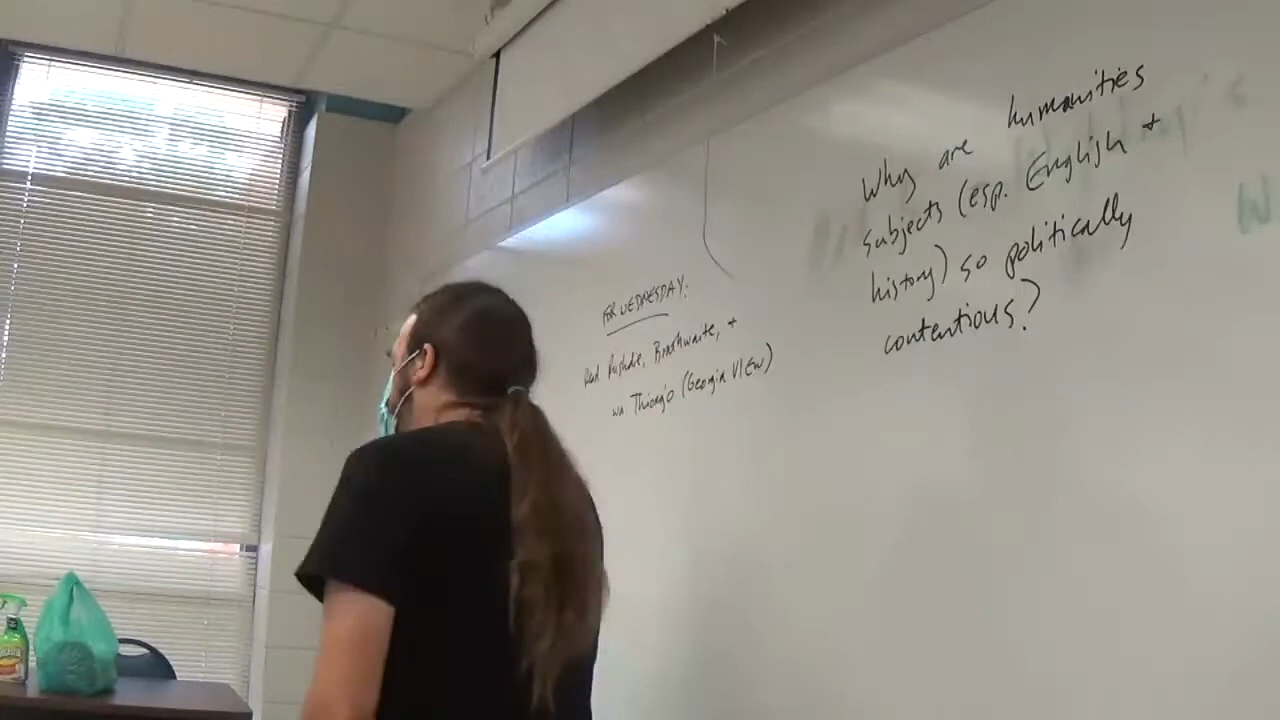 FOR WEDNESDAY:
Read Rushdie, Brathwaite, +
wa Thiong'o (Georgia VIEW)
Why are humanities
subjects (esp. English +
history) so politically
contentious?